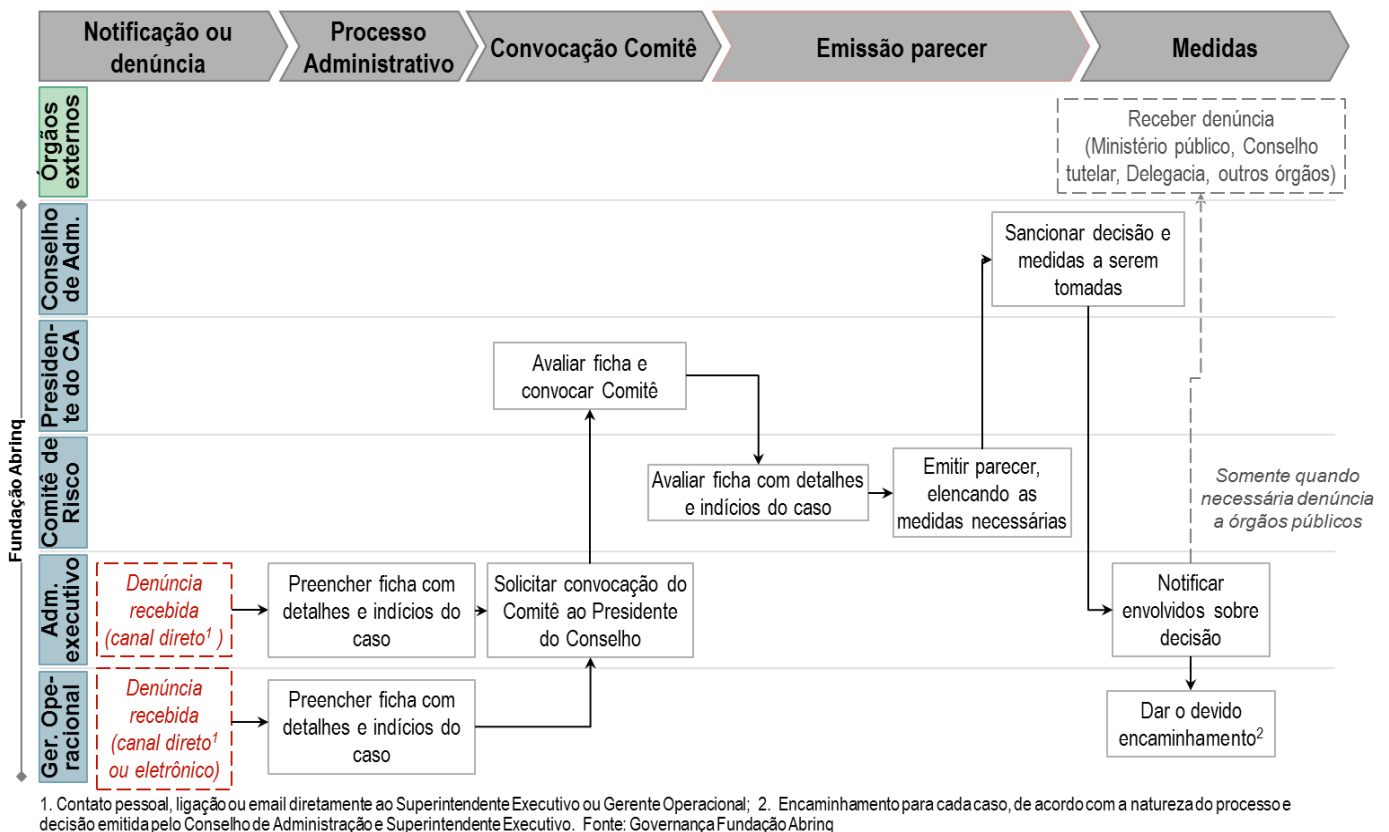 Notificação ou
denúncia
Processo
Administrativo
Convocação Comitê
Emissão parecer
Medidas
Órgãos
externos
Receber denúncia
(Ministério público, Conselho
tutelar, Delegacia, outros órgãos)
Fundação Abrinq
Conselho
de Adm.
Sancionar decisão e
medidas a serem
tomadas
Presiden-
te do CA
Avaliar ficha e
convocar Comitê
Comitê de
Risco
Avaliar ficha com detalhes
e indícios do caso
Emitir parecer,
elencando as
medidas necessárias
Somente quando
necessária denúncia
a órgãos públicos
Adm.
executivo
Denúncia
recebida
(canal direto¹ )
Preencher ficha com
detalhes e indícios do
caso
Solicitar convocação do
Comitê ao Presidente
do Conselho
Notificar
envolvidos sobre
decisão
Ger. Ope-
racional
Denúncia
recebida
(canal direto¹
ou eletrônico)
Preencher ficha com
detalhes e indícios do
caso
Dar o devido
encaminhamento²
1. Contato pessoal, ligação ou email diretamente ao Superintendente Executivo ou Gerente Operacional; 2. Encaminhamento para cada caso, de acordo com a natureza do processo e
decisão emitida pelo Conselho de Administração e Superintendente Executivo. Fonte: Governança Fundação Abrinq